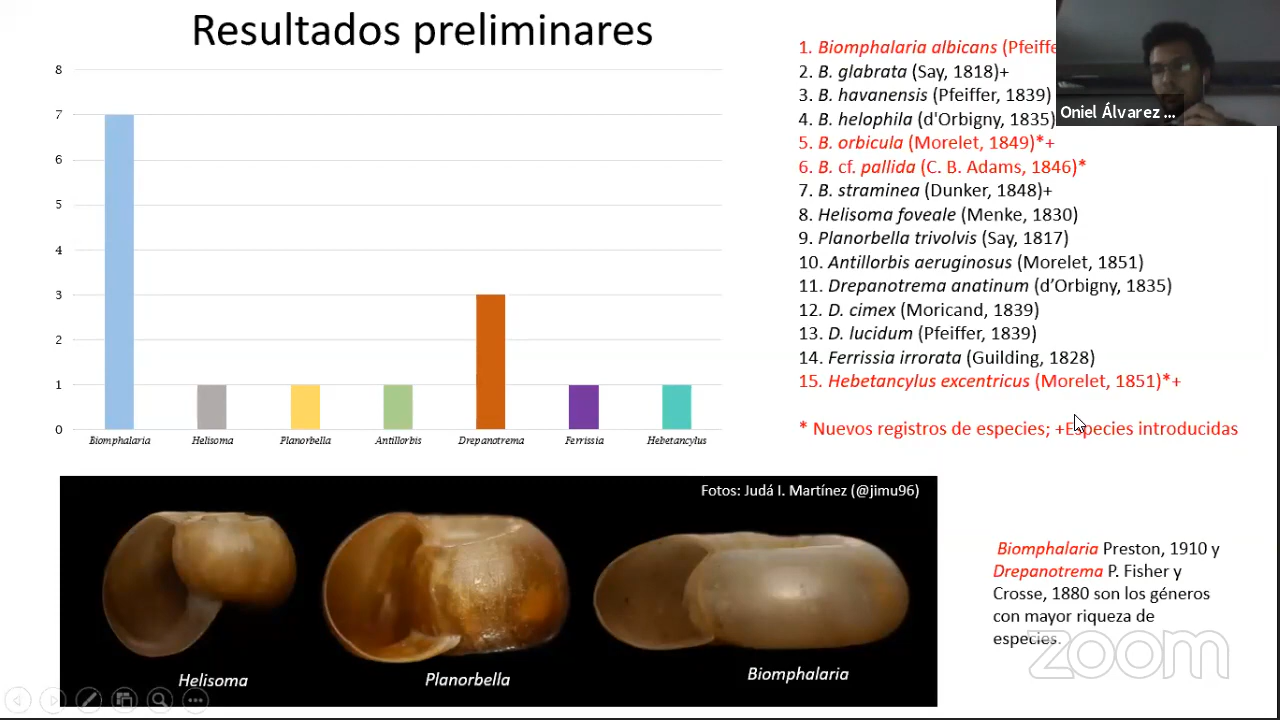 Resultados preliminares
8
7
6
5
4
3
2
1
0
Biomphalaria
Helisoma
Planorbella
Antillorbis
Drepanotrema
Ferrissia
Hebetancylus
1. Biomphalaria albicans
2. B. glabrata (Say, 1818)+
3. B. havanensis (Pfeiffer, 1839)
4. B. helophila (d'Orbigny, 1835)
5. B. orbicula (Morelet, 1849)*+
6. B. cf. pallida (C. B. Adams, 1846)*
7. B. straminea (Dunker, 1848)+
8. Helisoma foveale (Menke, 1830)
9. Planorbella trivolvis (Say, 1817)
10. Antillorbis aeruginosus (Morelet, 1851)
11. Drepanotrema anatinum (d’Orbigny, 1835)
12. D. cimex (Moricand, 1839)
13. D. lucidum (Pfeiffer, 1839)
14. Ferrissia irrorata (Guilding, 1828)
15. Hebetancylus excentricus (Morelet, 1851)*+
* Nuevos registros de especies; +Especies introducidas
Oniel Álvarez ...
Fotos: Judá I. Martínez (@jimu96)
Helisoma
Planorbella
Biomphalaria
Biomphalaria Preston, 1910 y
Drepanotrema P. Fisher y
Crosse, 1880 son los géneros
con mayor riqueza de
especies.
zoom